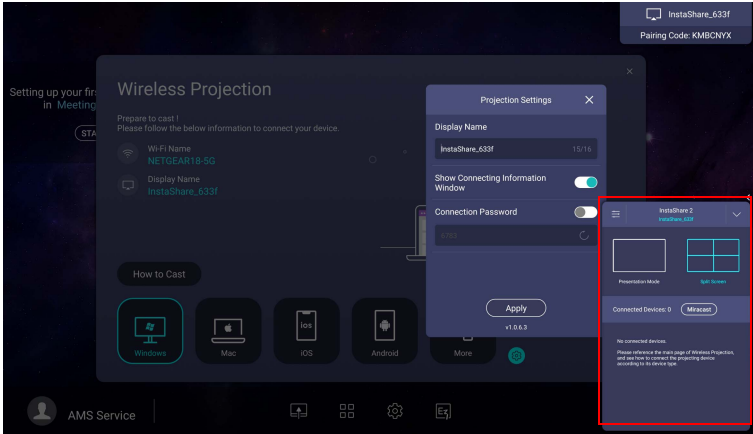 InstaShare_633f
Pairing Code: KMBCNYX
Setting up your firs
in Meeting
STA
Wireless Projection
Prepare to cast !
Please follow the below information to connect your device.
Wi-Fi Name
NETGEAR18-5G
Display Name
InstaShare_633f
How to Cast
Windows
Mac
iOS
iOS
Android
More
Projection Settings
Display Name
InstaShare_633f
15/16
Show Connecting Information
Window
Connection Password
Apply
v1.0.6.3
InstaShare 2
InstaShare_633f
Presentation Mode
Split Screen
Connected Devices: 0
Miracast
No connected devices.
Please reference the main page of Wireless Projection,
and see how to connect the projecting device
according to its device type.
AMS Service